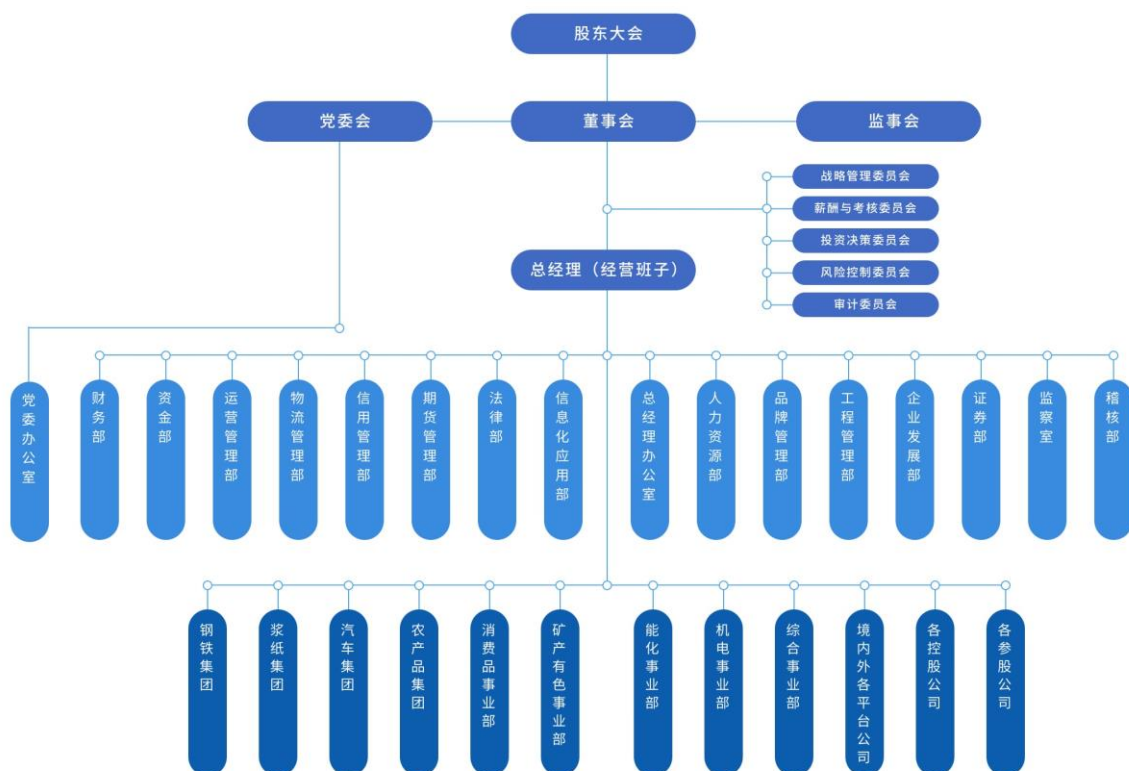 股东大会
党委会
董事会
监事会
战略管理委员会
薪酬与考核委员会
投资决策委员会
风险控制委员会
审计委员会
总经理（经营班子）
党委办公室
财务部
资金部
运营管理部
物流管理部
信用管理部
期货管理部
法律部
信息化应用部
总经理办公室
人力资源部
品牌管理部
工程管理部
企业发展部
证券部
监察室
稽核部
钢铁集团
浆纸集团
汽车集团
农产品集团
消费品事业部
矿产有色事业部
能化事业部
机电事业部
综合事业部
境内外各平台公司
各控股公司
各参股公司